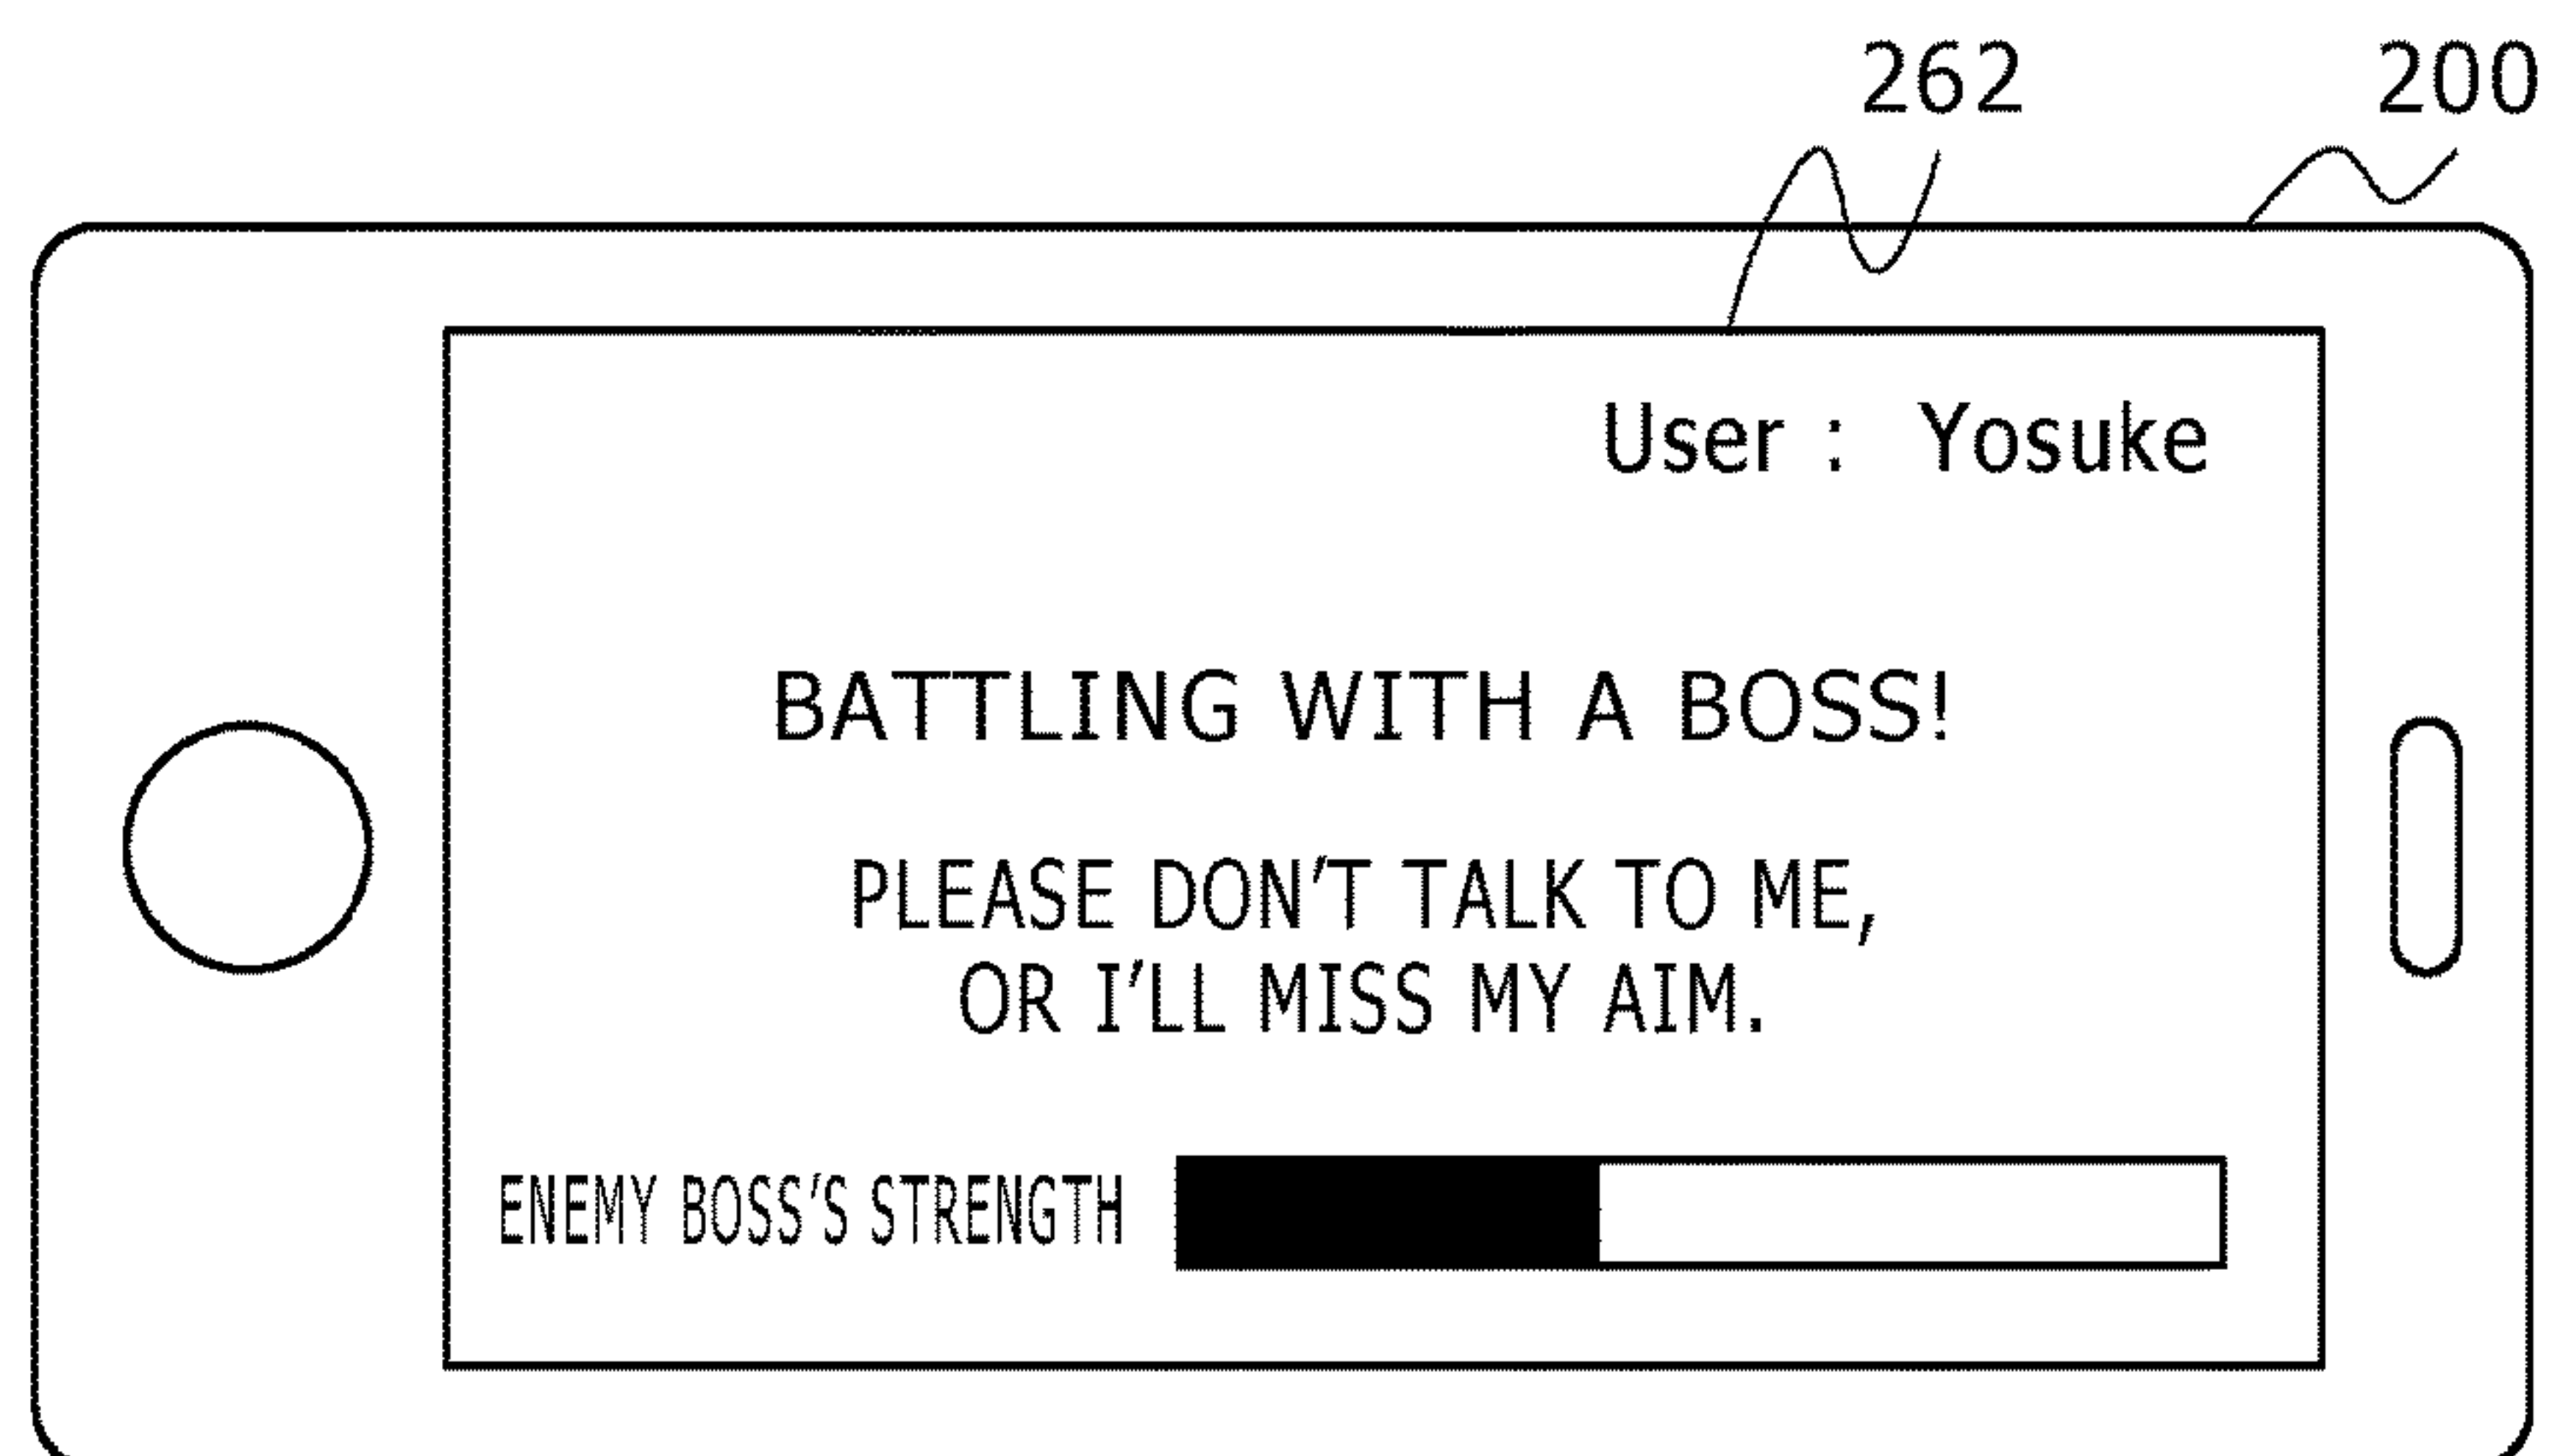 262 200
User : Yosuke
BATTLING WITH A BOSS!
PLEASE DON'T TALK TO ME,
OR I'LL MISS MY AIM.
ENEMY BOSS'S STRENGTH